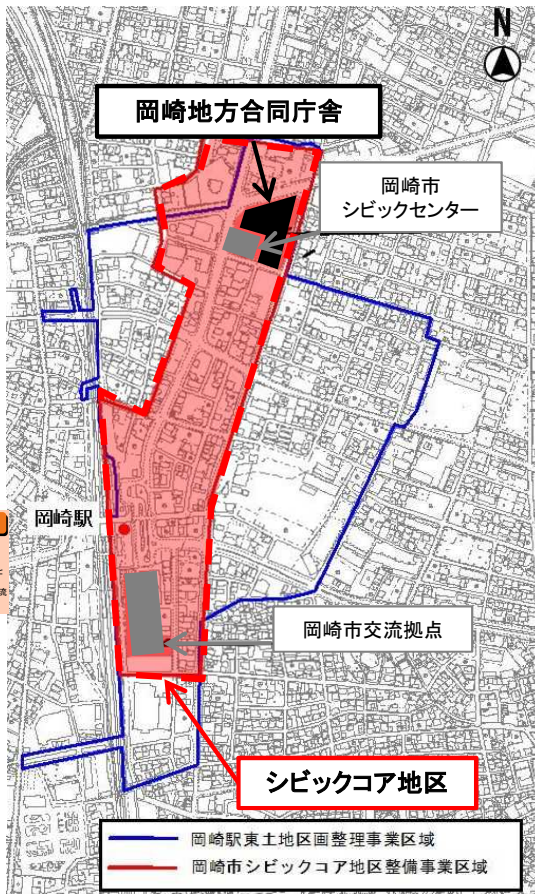 N
岡崎地方合同庁舎
岡崎市
シビックセンター
岡崎駅
岡崎市交流拠点
シビックコア地区
岡崎駅東土地区画整理事業区域
岡崎市シビックコア地区整備事業区域